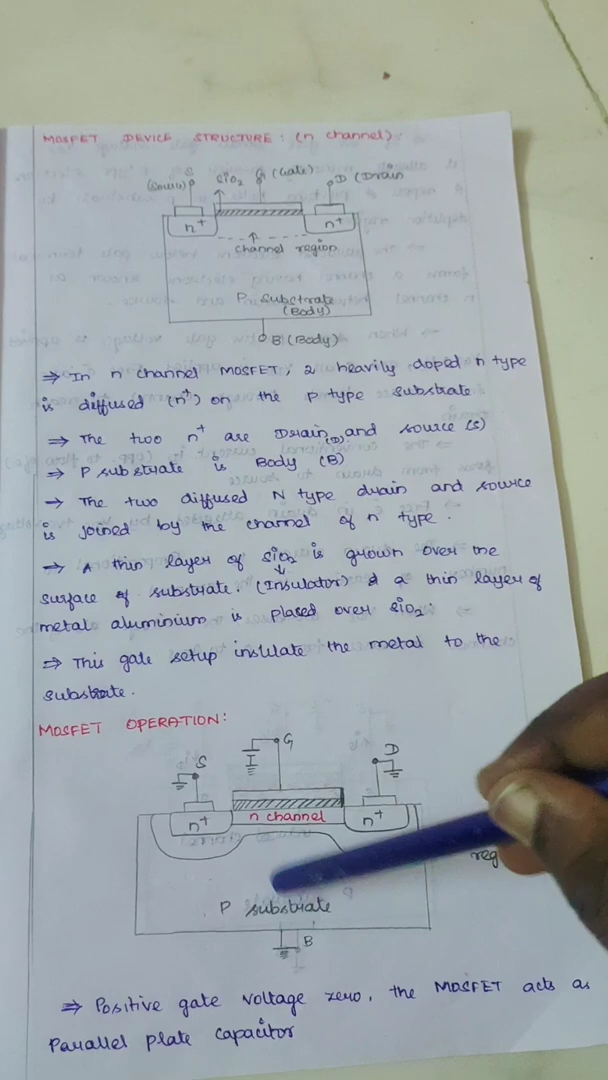 MOSFET DEVICE STRUCTURE: (n channel):
S (Source) SiO2 G (Gate) D (Drain
n+ n+
channel region
P substrate
(Body)
B (Body)
⇒ In n channel MOSFET, 2 heavily doped n type
is diffused (n+) on the p type substrate
⇒ The two n+ are Drain (D) and source (S)
⇒ P substrate is Body (B)
→ The two diffused N type drain and source
is joined by the channel of n type.
⇒ A thin layer of SiO2 is grown over the
surface of substrate. (Insulator) & a thin layer of
metal aluminium is plased over SiO2.
⇒ This gate setup insulate the metal to the
substrate.
MOSFET OPERATION:
S G D
n+ n channel n+
reg
P substrate
B
⇒ Positive gate voltage zero, the MOSFET acts as
Parallel plate capacitor